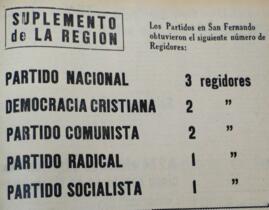 SUPLEMENTO
de LA REGION
Los Partidos en San Fernando
obtuvieron el siguiente número de
Regidores:
PARTIDO NACIONAL 3 regidores
DEMOCRACIA CRISTIANA 2 ”
PARTIDO COMUNISTA 2 ”
PARTIDO RADICAL 1 ”
PARTIDO SOCIALISTA 1 ”